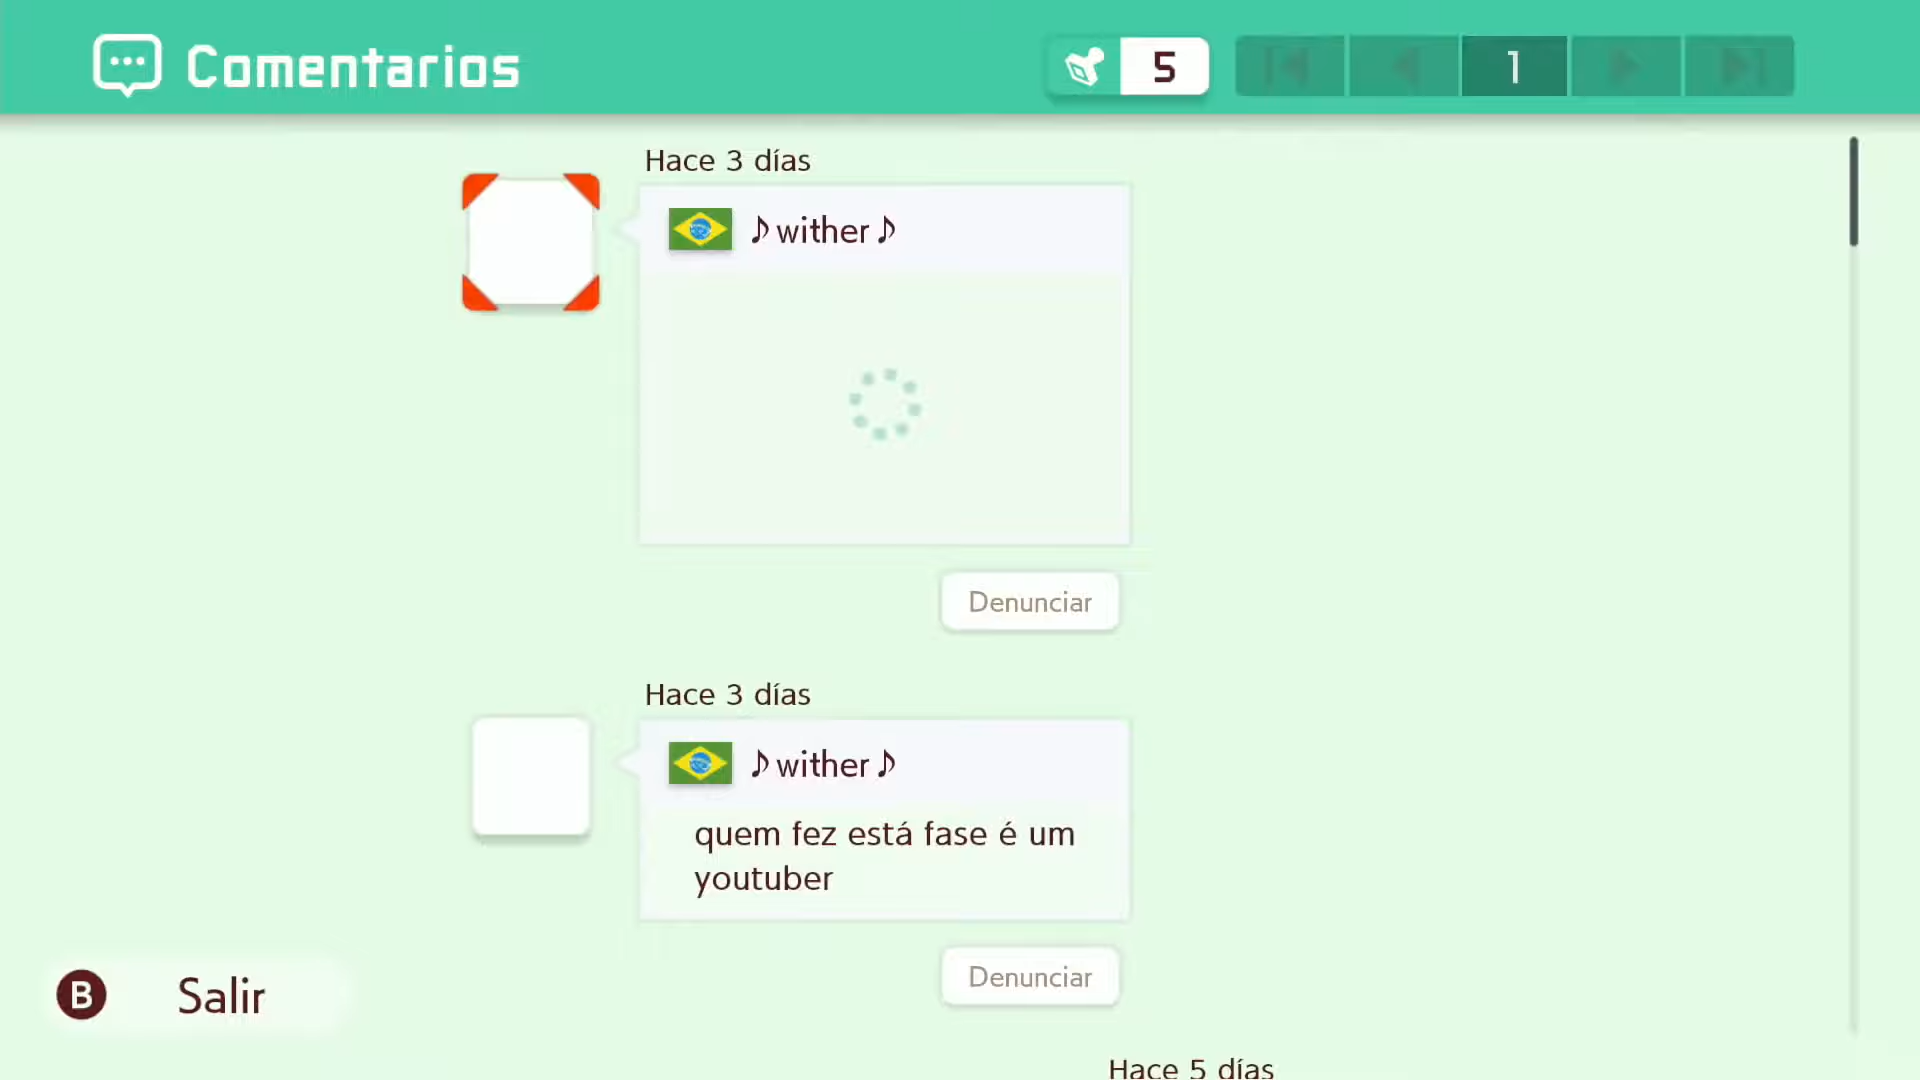 Comentarios
5
1
Hace 3 días
♪wither♪
Denunciar
Hace 3 días
♪wither♪
quem fez está fase é um
youtuber
Denunciar
B Salir
Hace 5 días